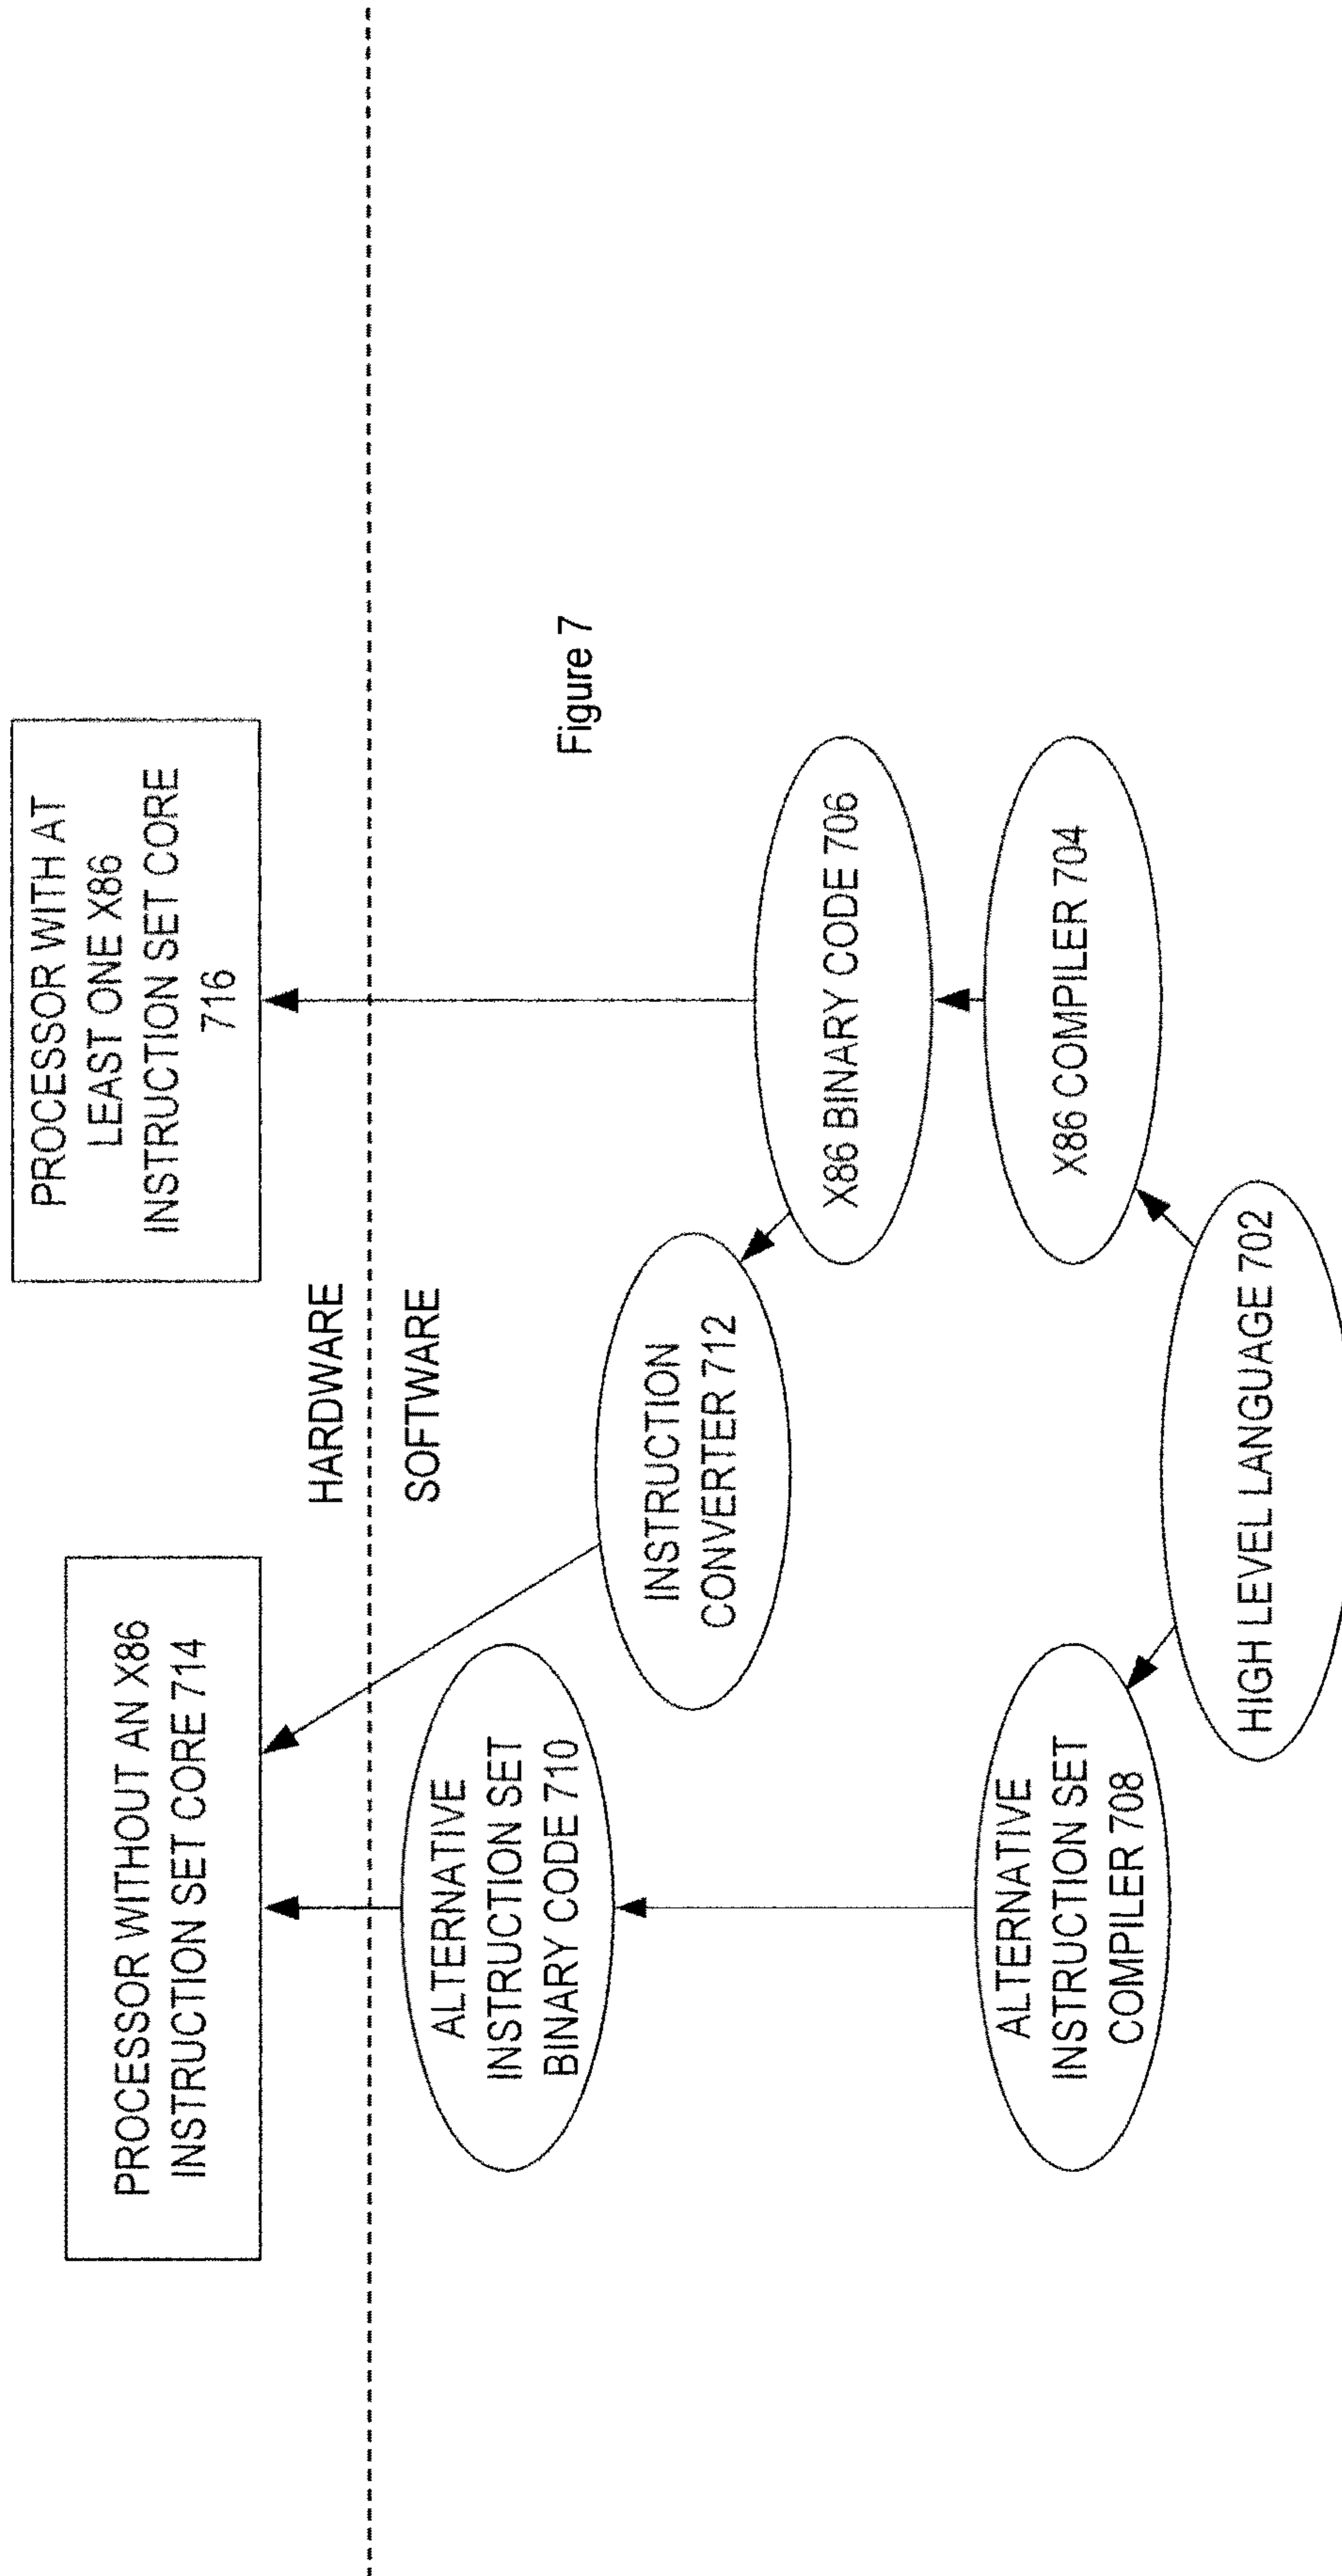 PROCESSOR WITHOUT AN X86
INSTRUCTION SET CORE 714
PROCESSOR WITH AT
LEAST ONE X86
INSTRUCTION SET CORE
716
HARDWARE
SOFTWARE
ALTERNATIVE
INSTRUCTION SET
BINARY CODE 710
INSTRUCTION
CONVERTER 712
Figure 7
X86 BINARY CODE 706
ALTERNATIVE
INSTRUCTION SET
COMPILER 708
X86 COMPILER 704
HIGH LEVEL LANGUAGE 702